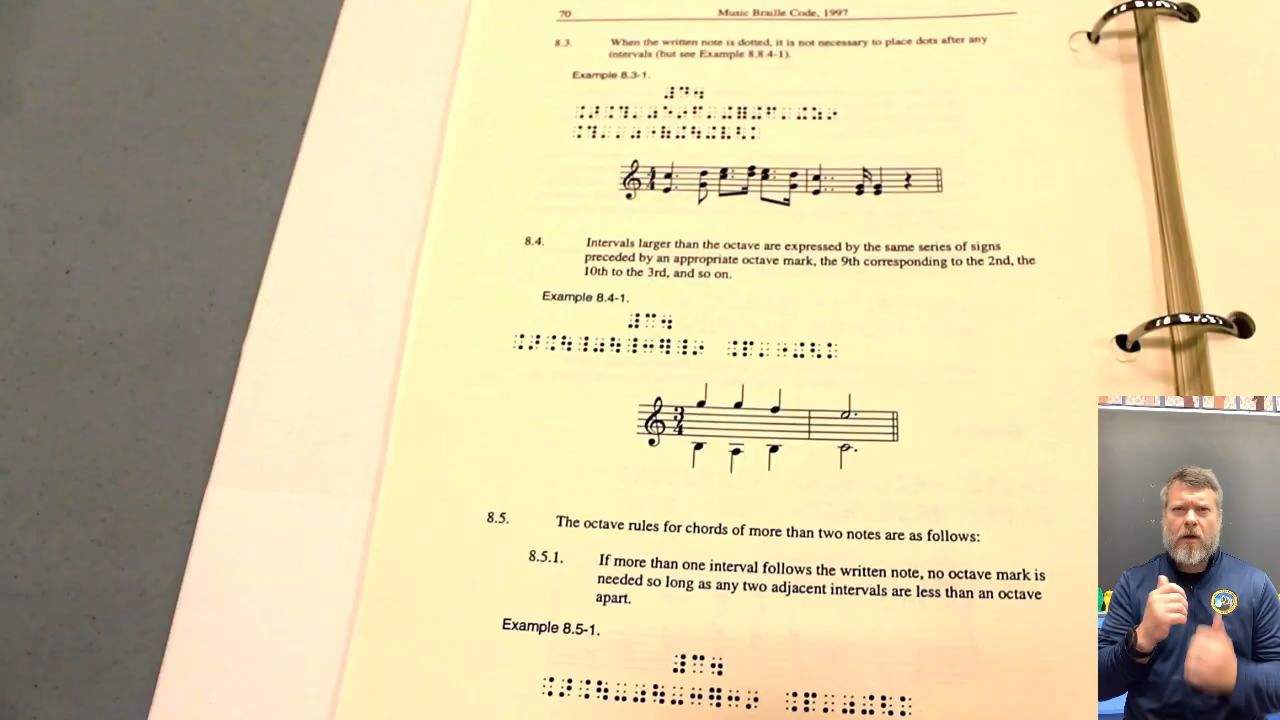 70 Music Braille Code, 1997
8.3. When the written note is dotted, it is not necessary to place dots after any
intervals (but see Example 8.8.4-1).
Example 8.3-1.
8.4. Intervals larger than the octave are expressed by the same series of signs
preceded by an appropriate octave mark, the 9th corresponding to the 2nd, the
10th to the 3rd, and so on.
Example 8.4-1.
3
4
8.5. The octave rules for chords of more than two notes are as follows:
8.5.1. If more than one interval follows the written note, no octave mark is
needed so long as any two adjacent intervals are less than an octave
apart.
Example 8.5-1.